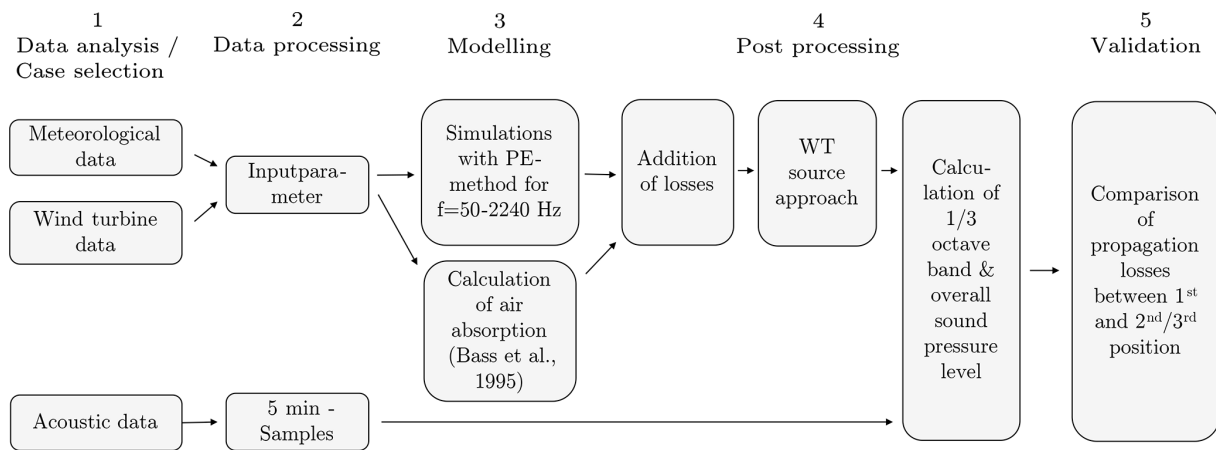 1
Data analysis /
Case selection
2
Data processing
3
Modelling
4
Post processing
5
Validation
Meteorological
data
Wind turbine
data
Acoustic data
Inputpara-
meter
5 min -
Samples
Simulations
with PE-
method for
f=50-2240 Hz
Calculation
of air
absorption
(Bass et al.,
1995)
Addition
of losses
WT
source
approach
Calcu-
lation of
1/3
octave
band &
overall
sound
pressure
level
Comparison
of
propagation
losses
between 1st
and 2nd/3rd
position